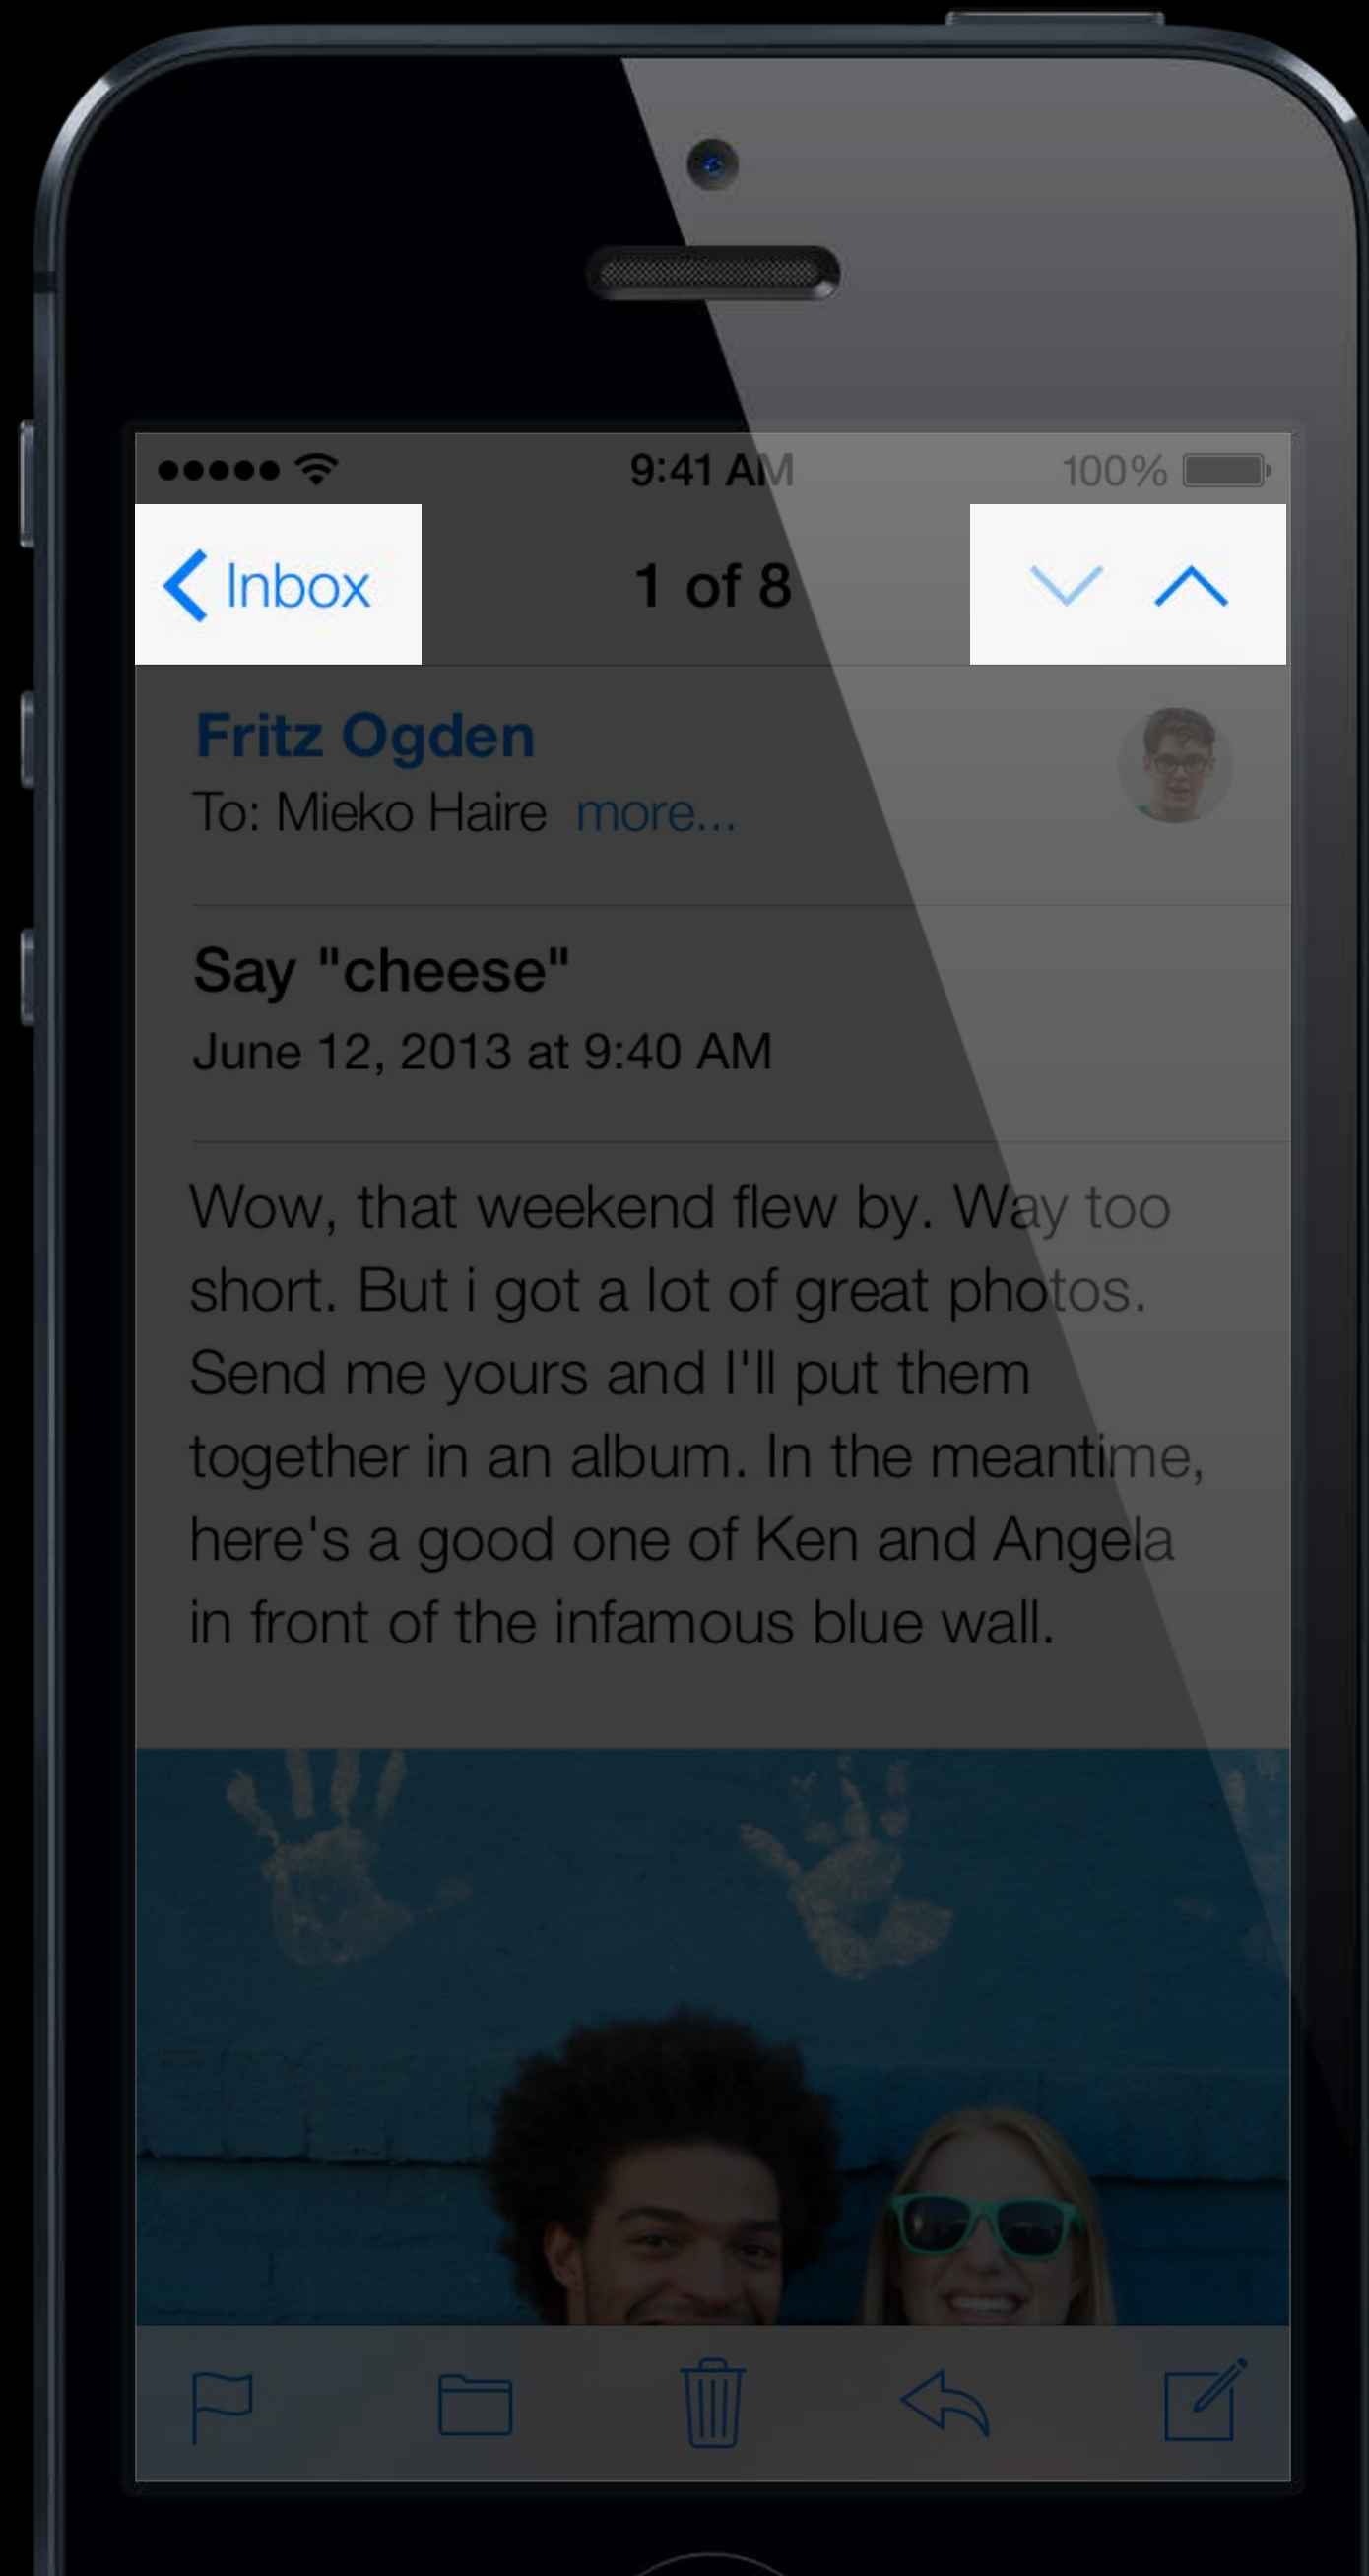 9:41 AM 100%
Inbox 1 of 8
Fritz Ogden
To: Mieko Haire more...
Say "cheese"
June 12, 2013 at 9:40 AM
Wow, that weekend flew by. Way too
short. But i got a lot of great photos.
Send me yours and I'll put them
together in an album. In the meantime,
here's a good one of Ken and Angela
in front of the infamous blue wall.